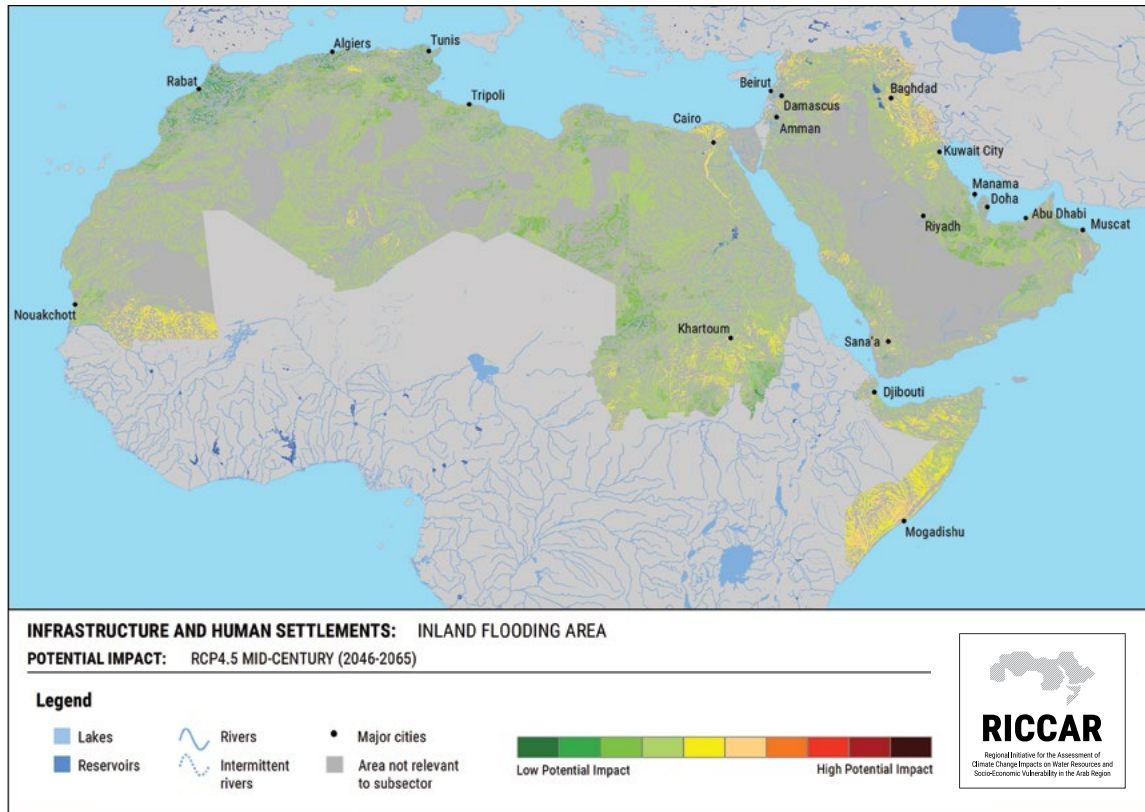 Algiers
Tunis
Rabat
Tripoli
Beirut
Damascus
Amman
Baghdad
Cairo
Kuwait City
Manama
Doha
Abu Dhabi
Muscat
Riyadh
Nouakchott
Khartoum
Sana'a
Djibouti
Mogadishu
INFRASTRUCTURE AND HUMAN SETTLEMENTS: INLAND FLOODING AREA
POTENTIAL IMPACT: RCP4.5 MID-CENTURY (2046-2065)
Legend
Lakes
Reservoirs
Rivers
Intermittent
rivers
Major cities
Area not relevant
to subsector
Low Potential Impact
High Potential Impact
RICCAR
Regional Initiative for the Assessment of
Climate Change Impacts on Water Resources and
Socio-Economic Vulnerability in the Arab Region